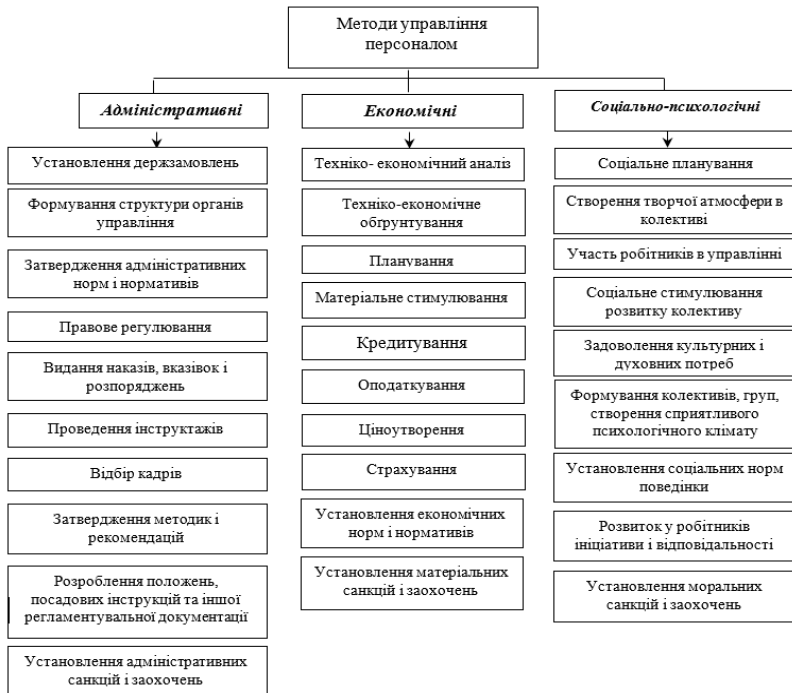 Методи управління
персоналом
Адміністративні
Установлення держзамовлень
Формування структури органів
управління
Затвердження адміністративних
норм і нормативів
Правове регулювання
Видання наказів, вказівок і
розпоряджень
Проведення інструктажів
Відбір кадрів
Затвердження методик і
рекомендацій
Розроблення положень,
посадових інструкцій та іншої
регламентувальної документації
Установлення адміністративних
санкцій і заохочень
Економічні
Техніко- економічний аналіз
Техніко-економічне
обґрунтування
Планування
Матеріальне стимулювання
Кредитування
Оподаткування
Ціноутворення
Страхування
Установлення економічних
норм і нормативів
Установлення матеріальних
санкцій і заохочень
Соціально-психологічні
Соціальне планування
Створення творчої атмосфери в
колективі
Участь робітників в управлінні
Соціальне стимулювання
розвитку колективу
Задоволення культурних і
духовних потреб
Формування колективів, груп,
створення сприятливого
психологічного клімату
Установлення соціальних норм
поведінки
Розвиток у робітників
ініціативи і відповідальності
Установлення моральних
санкцій і заохочень